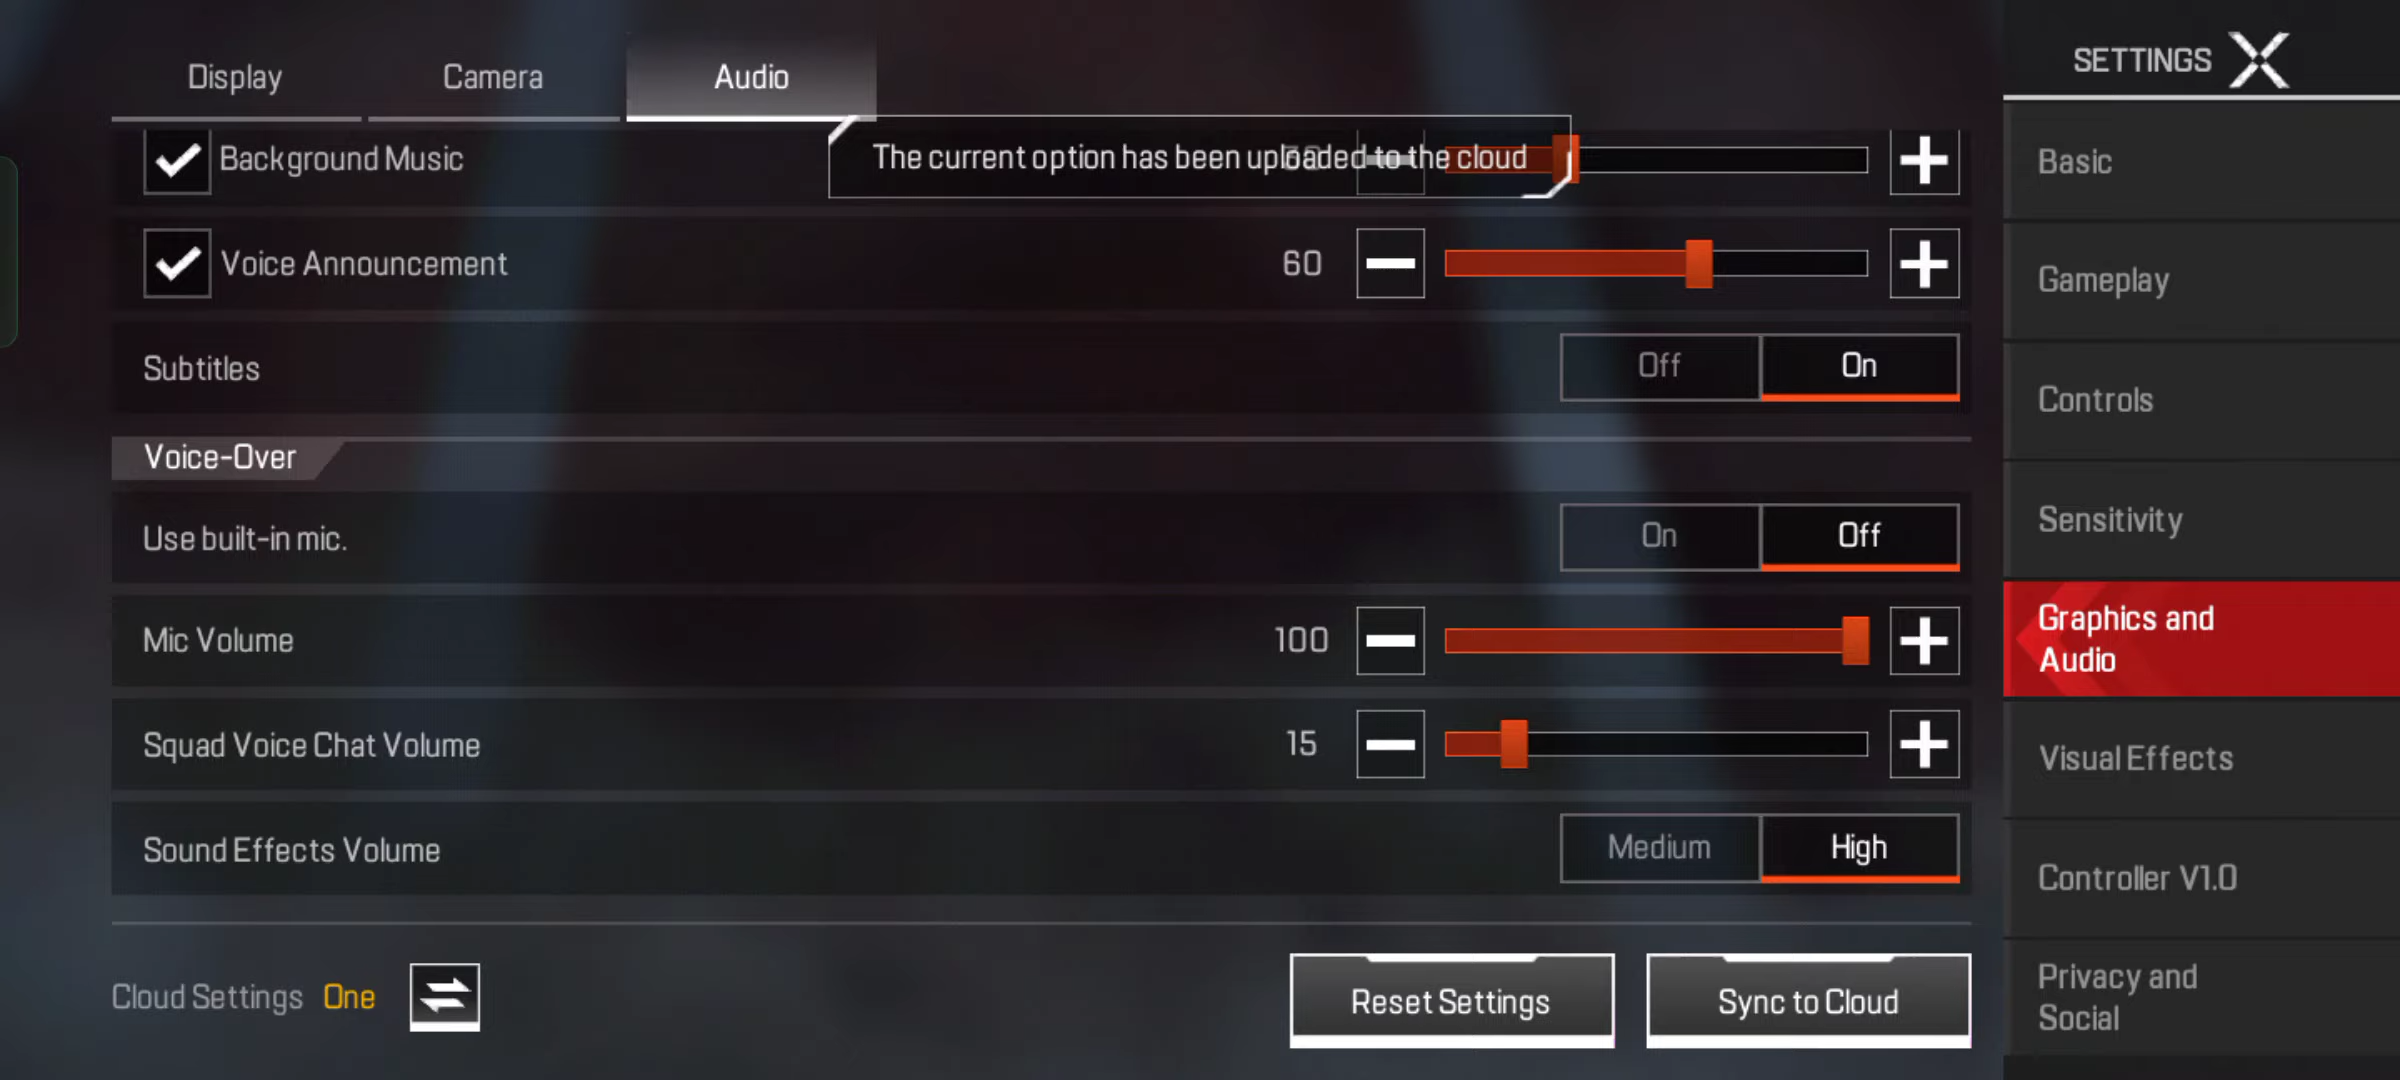 Display
Camera
Audio
SETTINGS
The current option has been uploaded to the cloud
Background Music
Voice Announcement
60
Subtitles
Off
On
Voice-Over
Use built-in mic.
On
Off
Mic Volume
100
Squad Voice Chat Volume
15
Sound Effects Volume
Medium
High
Cloud Settings One
Reset Settings
Sync to Cloud
Basic
Gameplay
Controls
Sensitivity
Graphics and
Audio
Visual Effects
Controller V1.0
Privacy and
Social